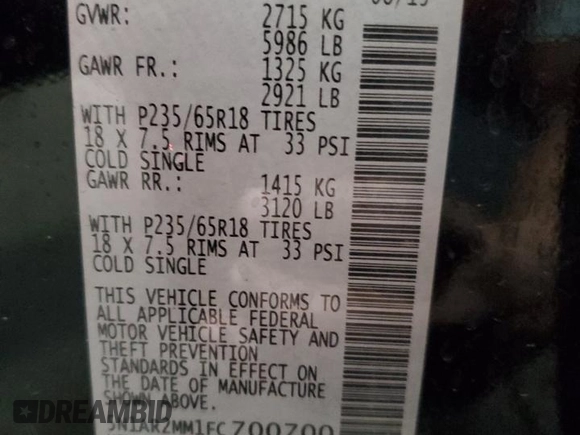 GVWR: 2715 KG
5986 LB
GAWR FR.: 1325 KG
2921 LB
WITH P235/65R18 TIRES
18 X 7.5 RIMS AT 33 PSI
COLD SINGLE
GAWR RR.: 1415 KG
3120 LB
WITH P235/65R18 TIRES
18 X 7.5 RIMS AT 33 PSI
COLD SINGLE
THIS VEHICLE CONFORMS TO
ALL APPLICABLE FEDERAL
MOTOR VEHICLE SAFETY AND
THEFT PREVENTION
STANDARDS IN EFFECT ON
THE DATE OF MANUFACTURE
SHOWN ABOVE.
DREAMBID